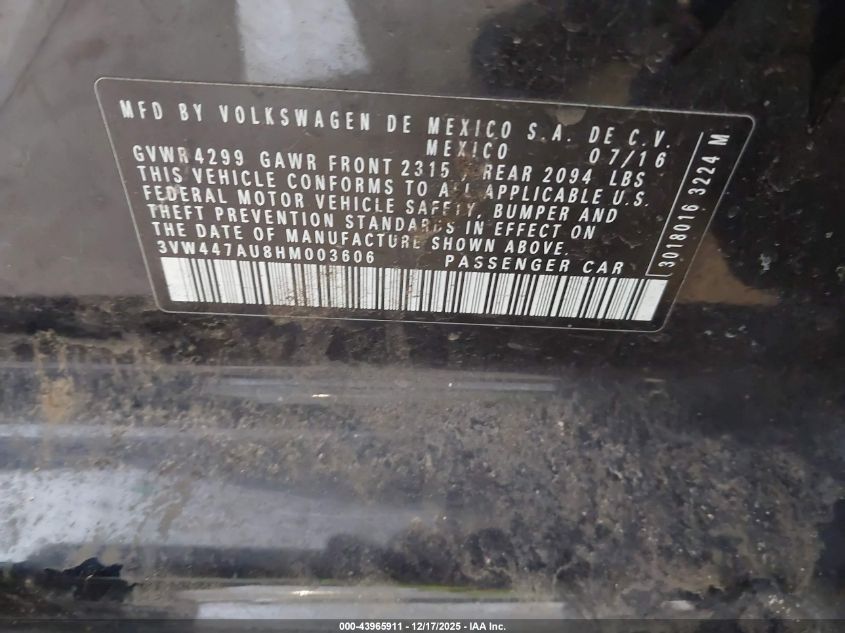 MFD BY VOLKSWAGEN DE MEXICO S.A. DE C.V.
MEXICO 07/16
GVWR 4299 GAWR FRONT 2315 REAR 2094 LBS
THIS VEHICLE CONFORMS TO ALL APPLICABLE U.S.
FEDERAL MOTOR VEHICLE SAFETY, BUMPER AND
THEFT PREVENTION STANDARDS IN EFFECT ON
THE DATE OF MANUFACTURE SHOWN ABOVE.
3VW447AU8HM003606 PASSENGER CAR
3018016 3224 M
000-43965911 - 12/17/2025 - IAA Inc.